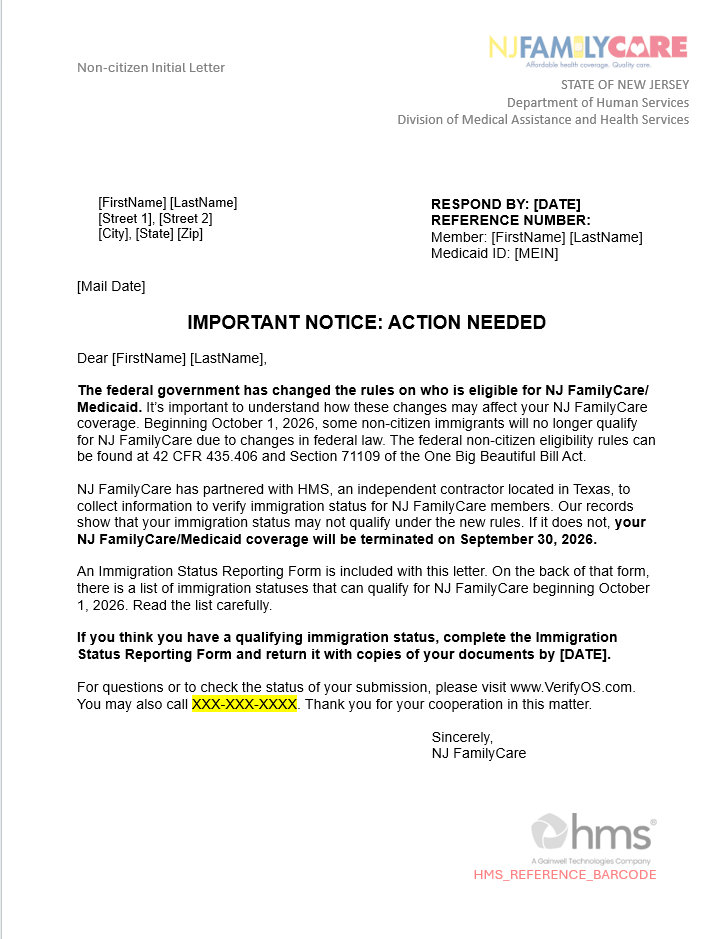 NJFAMILYCARE
Affordable health coverage. Quality care.
Non-citizen Initial Letter
STATE OF NEW JERSEY
Department of Human Services
Division of Medical Assistance and Health Services
[FirstName] [LastName]
[Street 1], [Street 2]
[City], [State] [Zip]
RESPOND BY: [DATE]
REFERENCE NUMBER:
Member: [FirstName] [LastName]
Medicaid ID: [MEIN]
[Mail Date]
IMPORTANT NOTICE: ACTION NEEDED
Dear [FirstName] [LastName],
The federal government has changed the rules on who is eligible for NJ FamilyCare/
Medicaid. It’s important to understand how these changes may affect your NJ FamilyCare
coverage. Beginning October 1, 2026, some non-citizen immigrants will no longer qualify
for NJ FamilyCare due to changes in federal law. The federal non-citizen eligibility rules can
be found at 42 CFR 435.406 and Section 71109 of the One Big Beautiful Bill Act.
NJ FamilyCare has partnered with HMS, an independent contractor located in Texas, to
collect information to verify immigration status for NJ FamilyCare members. Our records
show that your immigration status may not qualify under the new rules. If it does not, your
NJ FamilyCare/Medicaid coverage will be terminated on September 30, 2026.
An Immigration Status Reporting Form is included with this letter. On the back of that form,
there is a list of immigration statuses that can qualify for NJ FamilyCare beginning October
1, 2026. Read the list carefully.
If you think you have a qualifying immigration status, complete the Immigration
Status Reporting Form and return it with copies of your documents by [DATE].
For questions or to check the status of your submission, please visit www.VerifyOS.com.
You may also call XXX-XXX-XXXX. Thank you for your cooperation in this matter.
Sincerely,
NJ FamilyCare
hms®
A Gainwell Technologies Company
HMS_REFERENCE_BARCODE